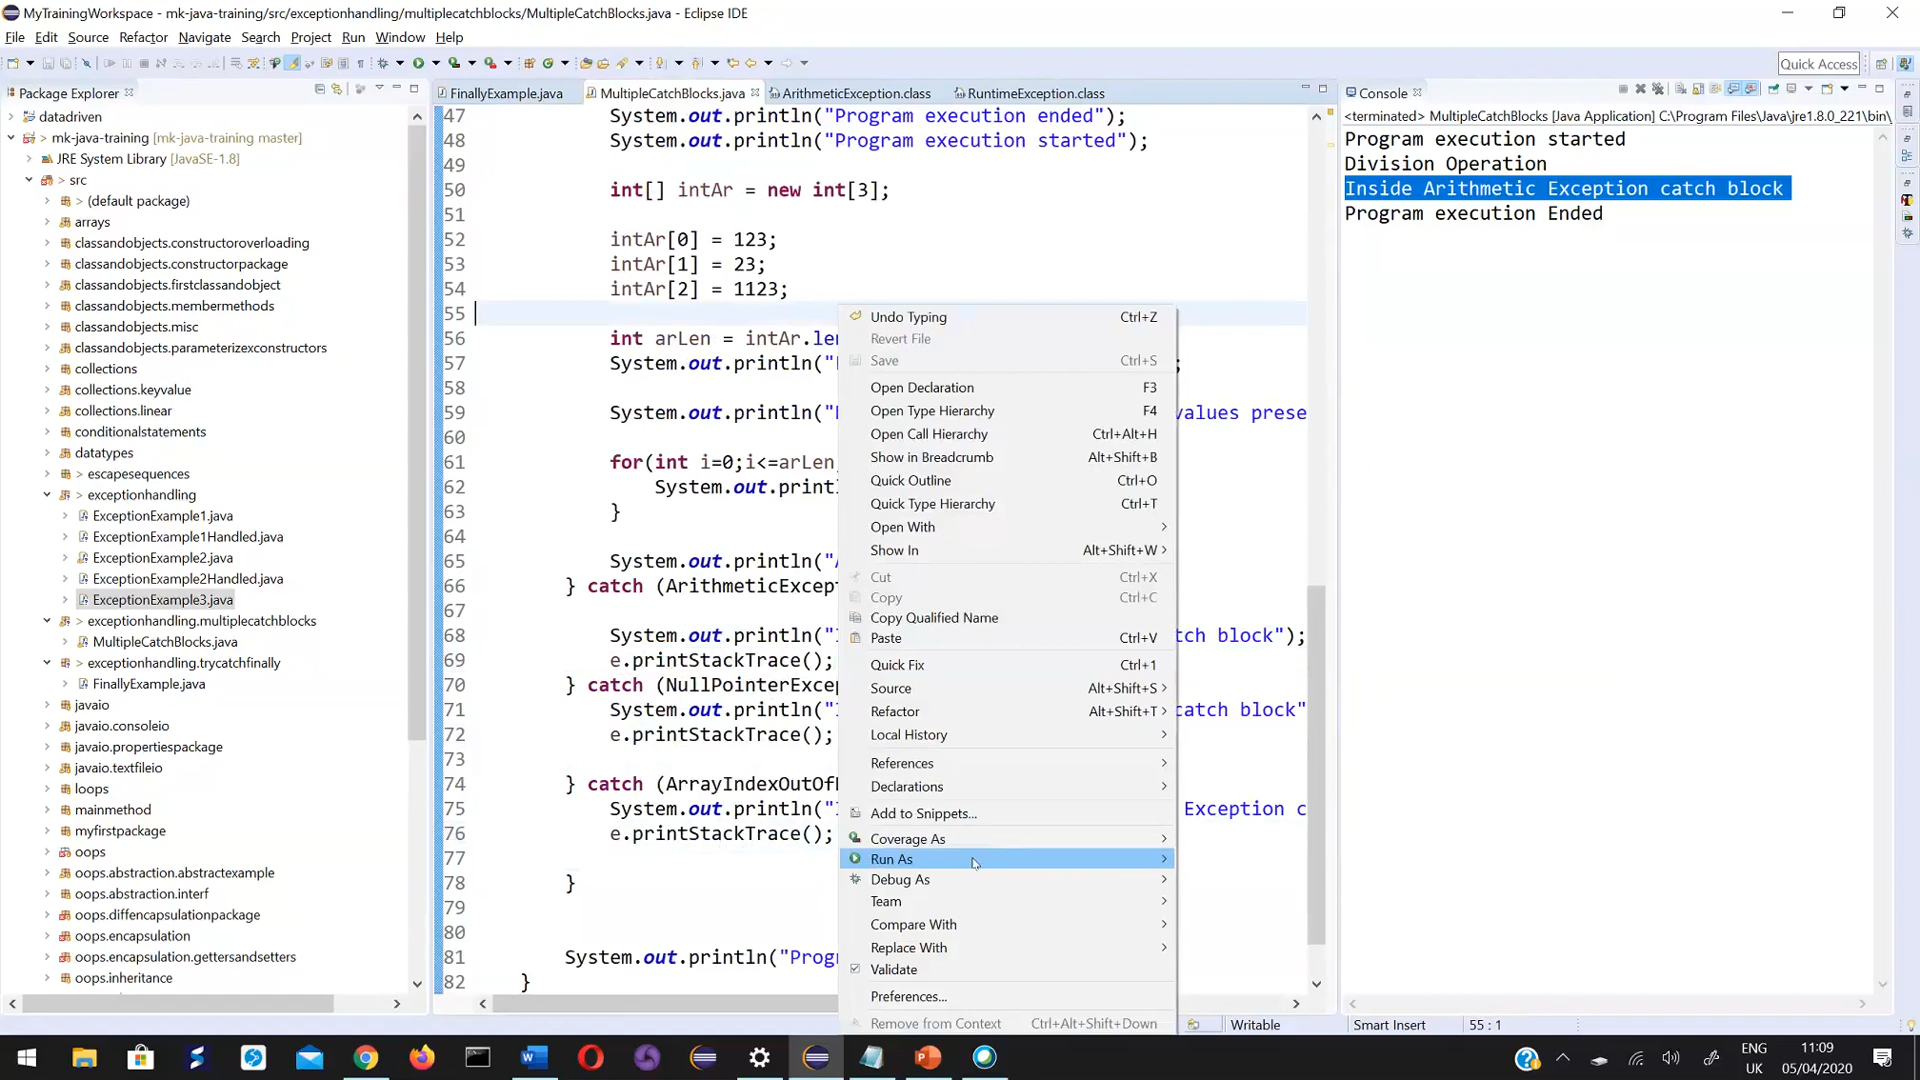 MyTrainingWorkspace - mk-java-training/src/exceptionhandling/multiplecatchblocks/MultipleCatchBlocks.java - Eclipse IDE
File Edit Source Refactor Navigate Search Project Run Window Help
Quick Access
Package Explorer
datadriven
mk-java-training [mk-java-training master]
JRE System Library [JavaSE-1.8]
> src
> (default package)
arrays
classandobjects.constructoroverloading
classandobjects.constructorpackage
classandobjects.firstclassandobject
classandobjects.membermethods
classandobjects.misc
classandobjects.parameterizexconstructors
collections
collections.keyvalue
collections.linear
conditionalstatements
datatypes
> escapesequences
> exceptionhandling
ExceptionExample1.java
ExceptionExample1Handled.java
ExceptionExample2.java
ExceptionExample2Handled.java
ExceptionExample3.java
> exceptionhandling.multiplecatchblocks
MultipleCatchBlocks.java
> exceptionhandling.trycatchfinally
FinallyExample.java
javaio
javaio.consoleio
javaio.propertiespackage
javaio.textfileio
loops
mainmethod
myfirstpackage
oops
oops.abstraction.abstractexample
oops.abstraction.interf
oops.diffencapsulationpackage
oops.encapsulation
oops.encapsulation.gettersandsetters
oops.inheritance
FinallyExample.java MultipleCatchBlocks.java ArithmeticException.class RuntimeException.class
47 System.out.println("Program execution ended");
48 System.out.println("Program execution started");
49
50 int[] intAr = new int[3];
51
52 intAr[0] = 123;
53 intAr[1] = 23;
54 intAr[2] = 1123;
55
56 int arLen = intAr.len
57 System.out.println(" ;
58
59 System.out.println(" values prese
60
61 for(int i=0;i<=arLen
62 System.out.printl
63 }
64
65 System.out.println("
66 } catch (ArithmeticExcep
67
68 System.out.println(" tch block");
69 e.printStackTrace();
70 } catch (NullPointerExcep
71 System.out.println(" catch block"
72 e.printStackTrace();
73
74 } catch (ArrayIndexOutOf
75 System.out.println(" Exception c
76 e.printStackTrace();
77
78 }
79
80
81 System.out.println("Prog
82 }
Undo Typing Ctrl+Z
Revert File
Save Ctrl+S
Open Declaration F3
Open Type Hierarchy F4
Open Call Hierarchy Ctrl+Alt+H
Show in Breadcrumb Alt+Shift+B
Quick Outline Ctrl+O
Quick Type Hierarchy Ctrl+T
Open With
Show In Alt+Shift+W
Cut Ctrl+X
Copy Ctrl+C
Copy Qualified Name
Paste Ctrl+V
Quick Fix Ctrl+1
Source Alt+Shift+S
Refactor Alt+Shift+T
Local History
References
Declarations
Add to Snippets...
Coverage As
Run As
Debug As
Team
Compare With
Replace With
Validate
Preferences...
Remove from Context Ctrl+Alt+Shift+Down
Console
<terminated> MultipleCatchBlocks [Java Application] C:\Program Files\Java\jre1.8.0_221\bin\
Program execution started
Division Operation
Inside Arithmetic Exception catch block
Program execution Ended
Writable Smart Insert 55 : 1
ENG
UK
11:09
05/04/2020